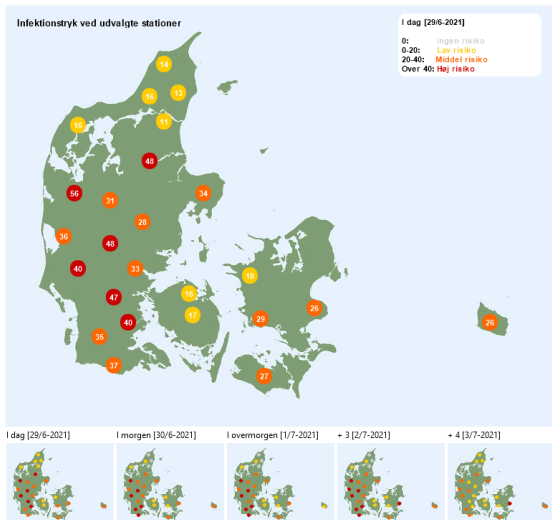 Infektionstryk ved udvalgte stationer
I dag [29/6-2021]
0: Ingen risiko
0-20: Lav risiko
20-40: Middel risiko
Over 40: Høj risiko
14
16 13
16 11
48
56 31 34
28
36 48
40 33
18
47 16
17 26
40 29 26
35
37 27
I dag [29/6-2021] I morgen [30/6-2021] I overmorgen [1/7-2021] + 3 [2/7-2021] + 4 [3/7-2021]